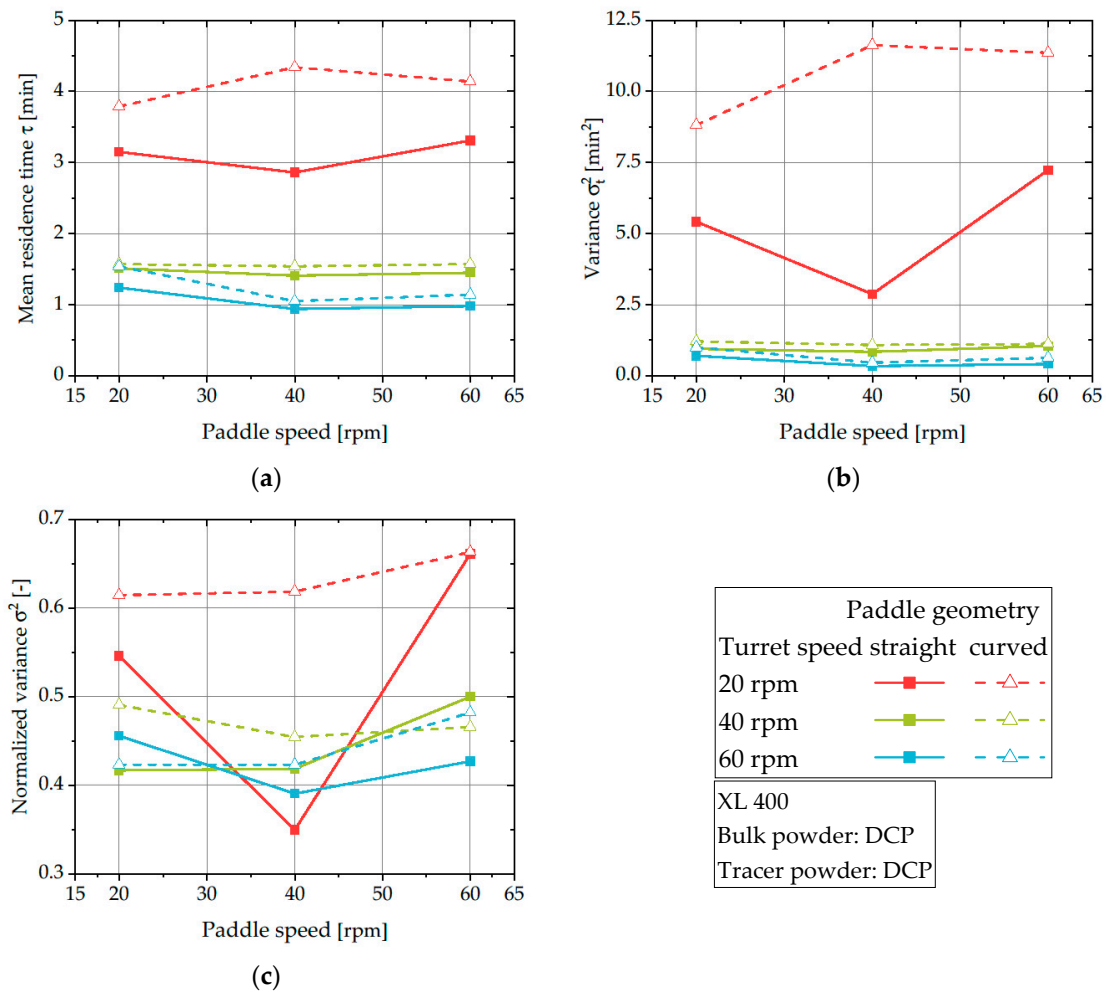 5
4
3
2
1
0
Mean residence time τ [min]
15 20 30 40 50 60 65
Paddle speed [rpm]
(a)
12.5
10.0
7.5
5.0
2.5
0.0
Variance σ²ₜ [min²]
15 20 30 40 50 60 65
Paddle speed [rpm]
(b)
0.7
0.6
0.5
0.4
0.3
Normalized variance σ² [-]
15 20 30 40 50 60 65
Paddle speed [rpm]
(c)
Paddle geometry
Turret speed straight curved
20 rpm
40 rpm
60 rpm
XL 400
Bulk powder: DCP
Tracer powder: DCP